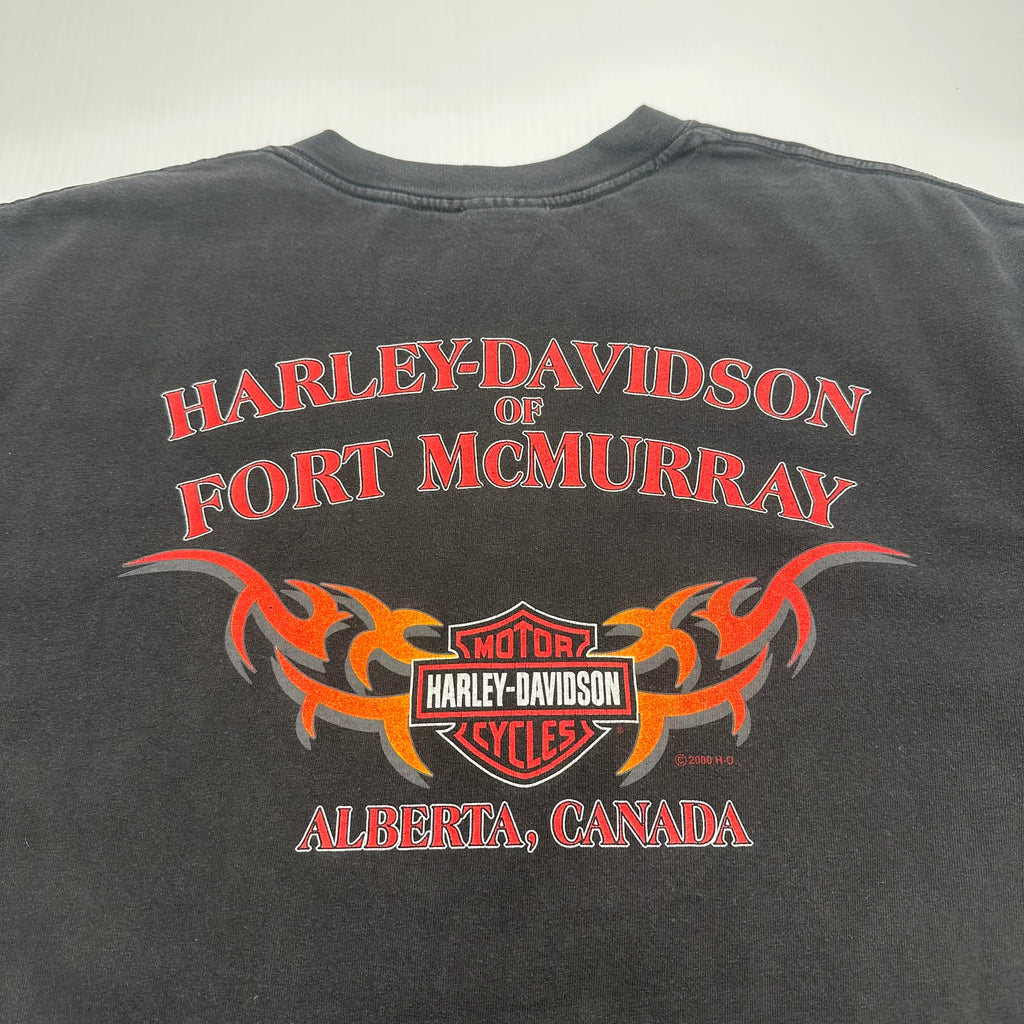 HARLEY-DAVIDSON
OF
FORT McMURRAY
MOTOR
HARLEY-DAVIDSON
CYCLES
®
© 2000 H-D
ALBERTA, CANADA